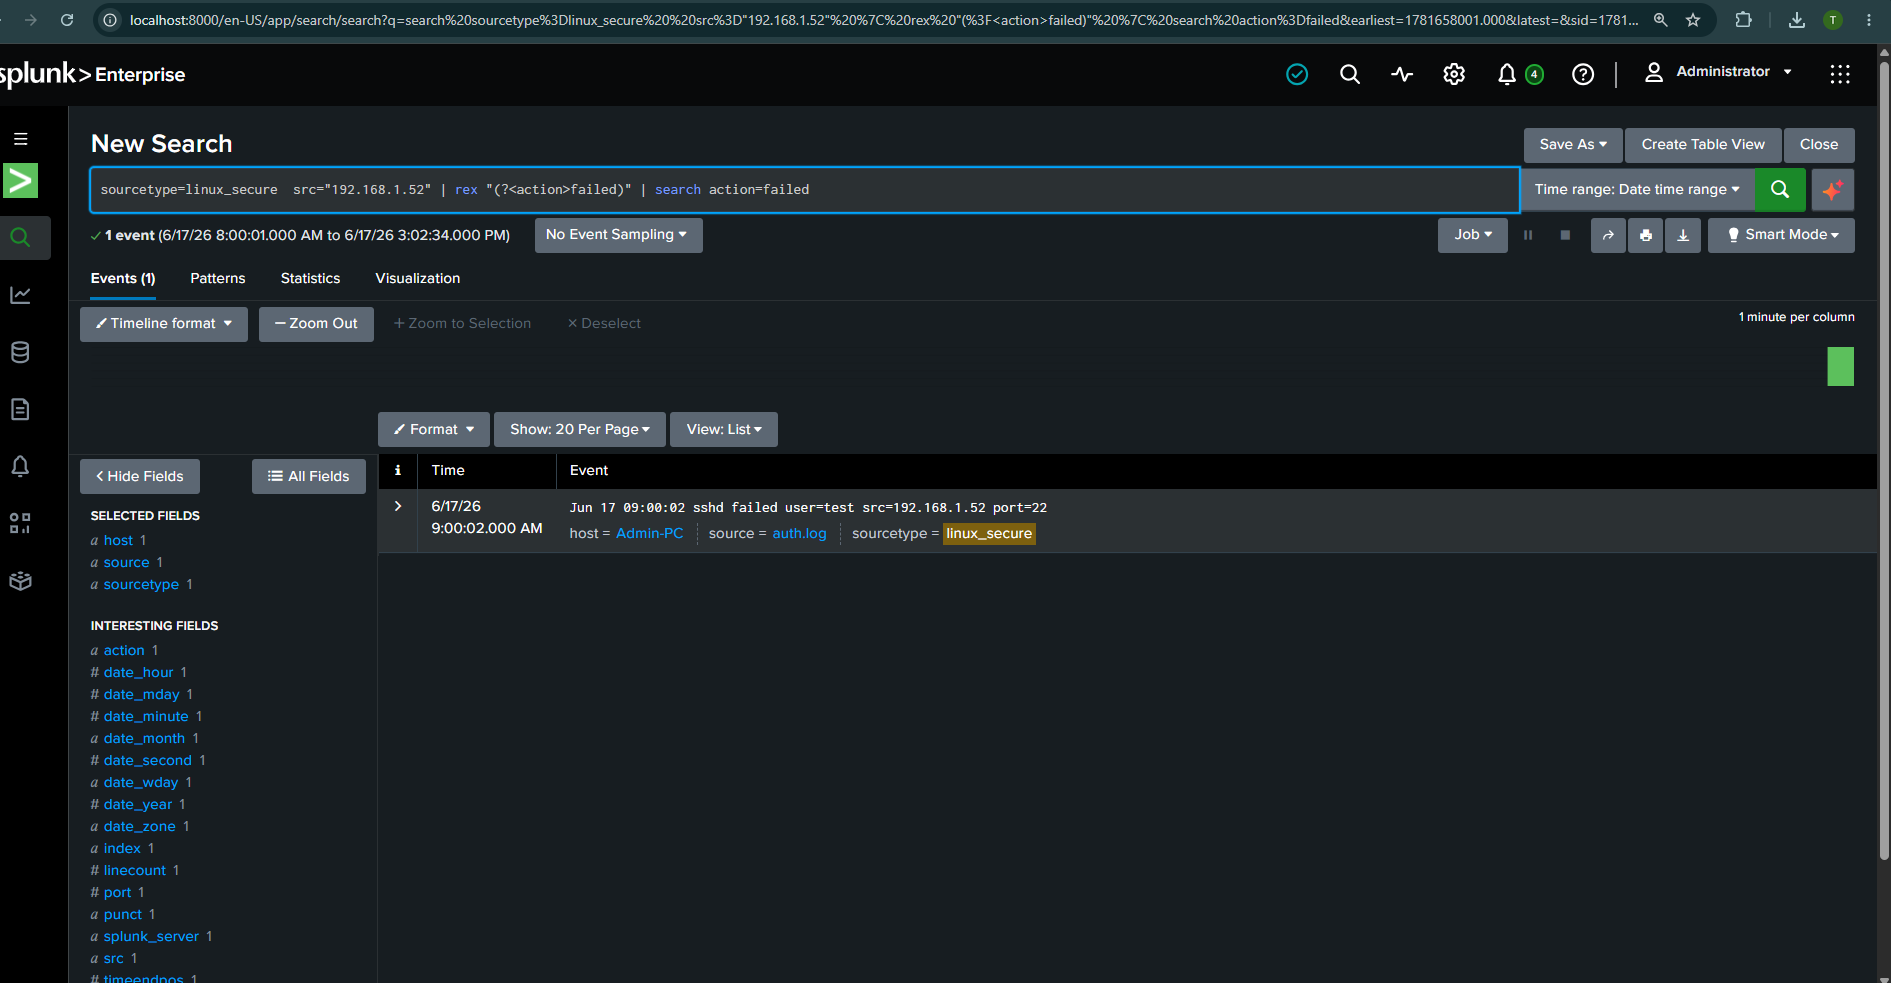 localhost:8000/en-US/app/search/search?q=search%20sourcetype%3Dlinux_secure%20%20src%3D"192.168.1.52"%20%7C%20rex%20"(%3F<action>failed)"%20%7C%20search%20action%3Dfailed&earliest=1781658001.000&latest=&sid=1781...
T
splunk>Enterprise
4
Administrator
New Search
Save As
Create Table View
Close
sourcetype=linux_secure  src="192.168.1.52" | rex "(?<action>failed)" | search action=failed
Time range: Date time range
1 event (6/17/26 8:00:01.000 AM to 6/17/26 3:02:34.000 PM)
No Event Sampling
Job
Smart Mode
Events (1)
Patterns
Statistics
Visualization
Timeline format
— Zoom Out
+ Zoom to Selection
× Deselect
1 minute per column
Format
Show: 20 Per Page
View: List
< Hide Fields
All Fields
i
Time
Event
SELECTED FIELDS
a host 1
a source 1
a sourcetype 1
INTERESTING FIELDS
a action 1
# date_hour 1
# date_mday 1
# date_minute 1
a date_month 1
# date_second 1
a date_wday 1
# date_year 1
a date_zone 1
a index 1
# linecount 1
# port 1
a punct 1
a splunk_server 1
a src 1
# timeendpos 1
>
6/17/26
9:00:02.000 AM
Jun 17 09:00:02 sshd failed user=test src=192.168.1.52 port=22
host = Admin-PC source = auth.log sourcetype = linux_secure